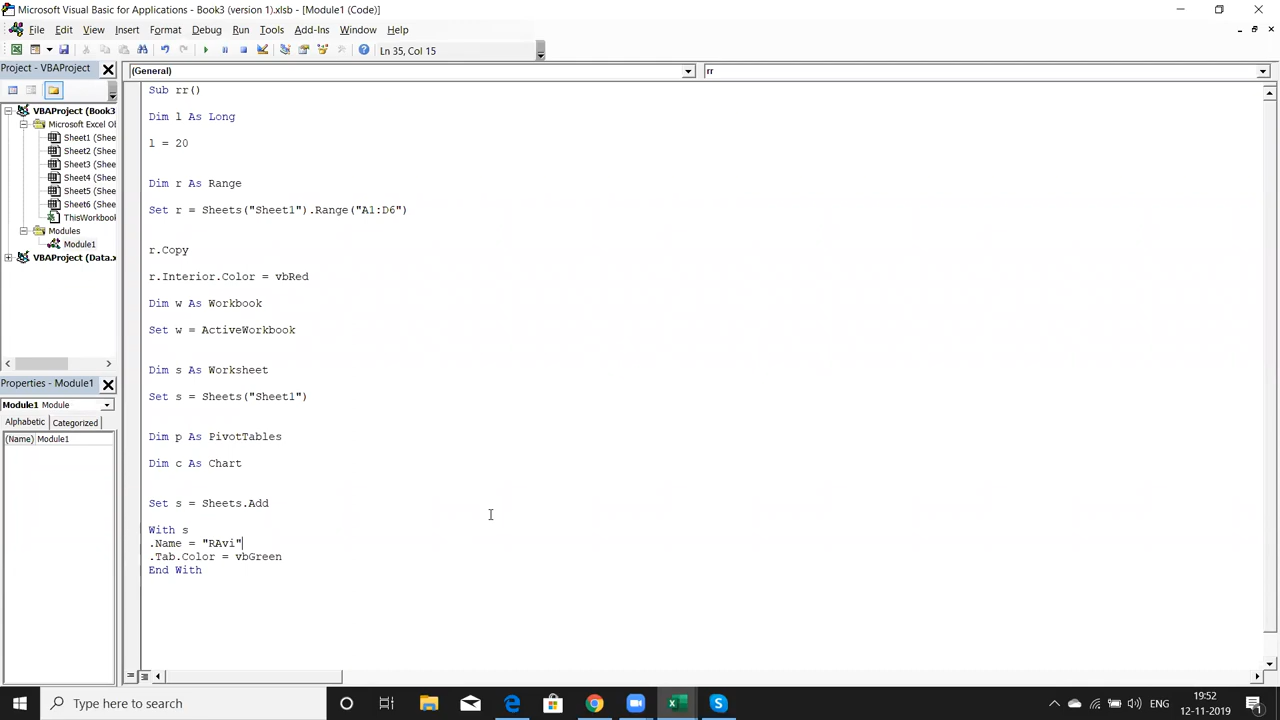 Microsoft Visual Basic for Applications - Book3 (version 1).xlsb - [Module1 (Code)]
File Edit View Insert Format Debug Run Tools Add-Ins Window Help
Ln 35, Col 15
Project - VBAProject
(General)
rr
VBAProject (Book3
Microsoft Excel Ob
Sheet1 (Shee
Sheet2 (Shee
Sheet3 (Shee
Sheet4 (Shee
Sheet5 (Shee
Sheet6 (Shee
ThisWorkbook
Modules
Module1
VBAProject (Data.x
Properties - Module1
Module1 Module
Alphabetic Categorized
(Name) Module1
Sub rr()
Dim l As Long
l = 20
Dim r As Range
Set r = Sheets("Sheet1").Range("A1:D6")
r.Copy
r.Interior.Color = vbRed
Dim w As Workbook
Set w = ActiveWorkbook
Dim s As Worksheet
Set s = Sheets("Sheet1")
Dim p As PivotTables
Dim c As Chart
Set s = Sheets.Add
With s
.Name = "RAvi"
.Tab.Color = vbGreen
End With
Type here to search
ENG
19:52
12-11-2019
1